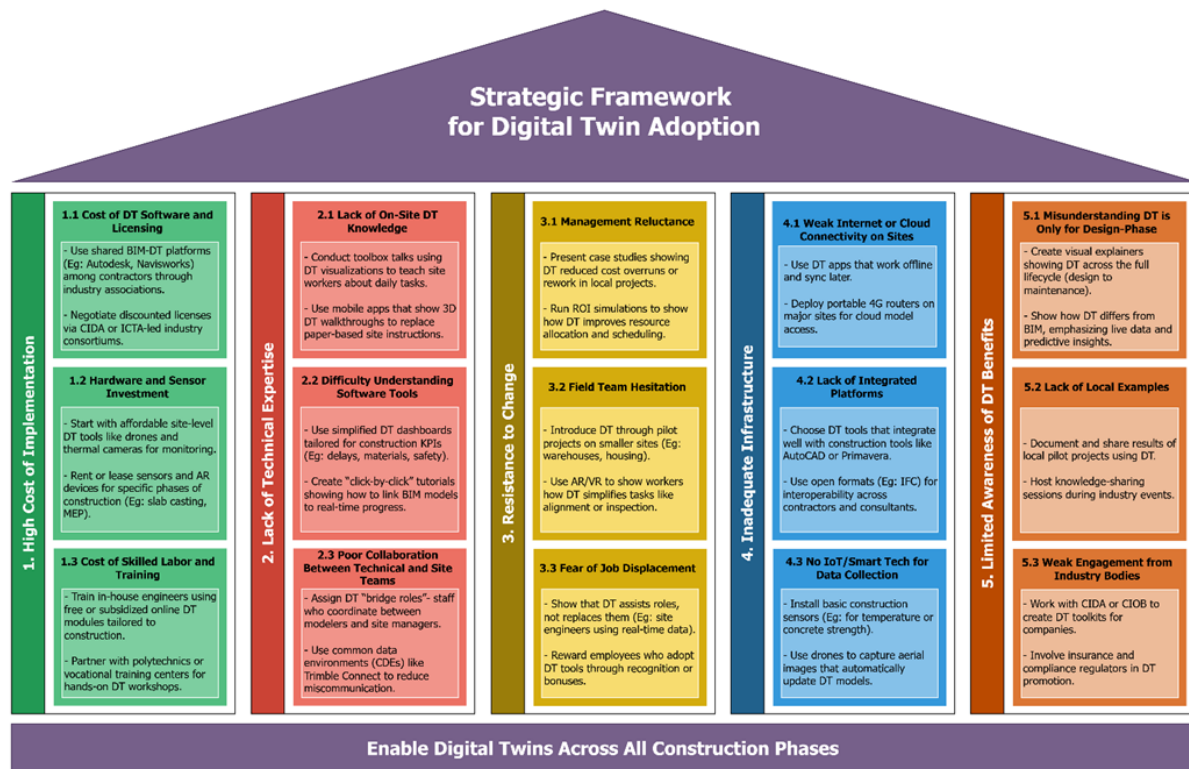 Strategic Framework
for Digital Twin Adoption
1. High Cost of Implementation
1.1 Cost of DT Software and
Licensing
- Use shared BIM-DT platforms
(Eg: Autodesk, Navisworks)
among contractors through
industry associations.
- Negotiate discounted licenses
via CIDA or ICTA-led industry
consortiums.
1.2 Hardware and Sensor
Investment
- Start with affordable site-level
DT tools like drones and
thermal cameras for monitoring.
- Rent or lease sensors and AR
devices for specific phases of
construction (Eg: slab casting,
MEP).
1.3 Cost of Skilled Labor and
Training
- Train in-house engineers using
free or subsidized online DT
modules tailored to
construction.
- Partner with polytechnics or
vocational training centers for
hands-on DT workshops.
2. Lack of Technical Expertise
2.1 Lack of On-Site DT
Knowledge
- Conduct toolbox talks using
DT visualizations to teach site
workers about daily tasks.
- Use mobile apps that show 3D
DT walkthroughs to replace
paper-based site instructions.
2.2 Difficulty Understanding
Software Tools
- Use simplified DT dashboards
tailored for construction KPIs
(Eg: delays, materials, safety).
- Create "click-by-click" tutorials
showing how to link BIM models
to real-time progress.
2.3 Poor Collaboration
Between Technical and Site
Teams
- Assign DT "bridge roles"- staff
who coordinate between
modelers and site managers.
- Use common data
environments (CDEs) like
Trimble Connect to reduce
miscommunication.
3. Resistance to Change
3.1 Management Reluctance
- Present case studies showing
DT reduced cost overruns or
rework in local projects.
- Run ROI simulations to show
how DT improves resource
allocation and scheduling.
3.2 Field Team Hesitation
- Introduce DT through pilot
projects on smaller sites (Eg:
warehouses, housing).
- Use AR/VR to show workers
how DT simplifies tasks like
alignment or inspection.
3.3 Fear of Job Displacement
- Show that DT assists roles,
not replaces them (Eg: site
engineers using real-time data).
- Reward employees who adopt
DT tools through recognition or
bonuses.
4. Inadequate Infrastructure
4.1 Weak Internet or Cloud
Connectivity on Sites
- Use DT apps that work offline
and sync later.
- Deploy portable 4G routers on
major sites for cloud model
access.
4.2 Lack of Integrated
Platforms
- Choose DT tools that integrate
well with construction tools like
AutoCAD or Primavera.
- Use open formats (Eg: IFC) for
interoperability across
contractors and consultants.
4.3 No IoT/Smart Tech for
Data Collection
- Install basic construction
sensors (Eg: for temperature or
concrete strength).
- Use drones to capture aerial
images that automatically
update DT models.
5. Limited Awareness of DT Benefits
5.1 Misunderstanding DT is
Only for Design-Phase
- Create visual explainers
showing DT across the full
lifecycle (design to
maintenance).
- Show how DT differs from
BIM, emphasizing live data and
predictive insights.
5.2 Lack of Local Examples
- Document and share results of
local pilot projects using DT.
- Host knowledge-sharing
sessions during industry events.
5.3 Weak Engagement from
Industry Bodies
- Work with CIDA or CIOB to
create DT toolkits for
companies.
- Involve insurance and
compliance regulators in DT
promotion.
Enable Digital Twins Across All Construction Phases